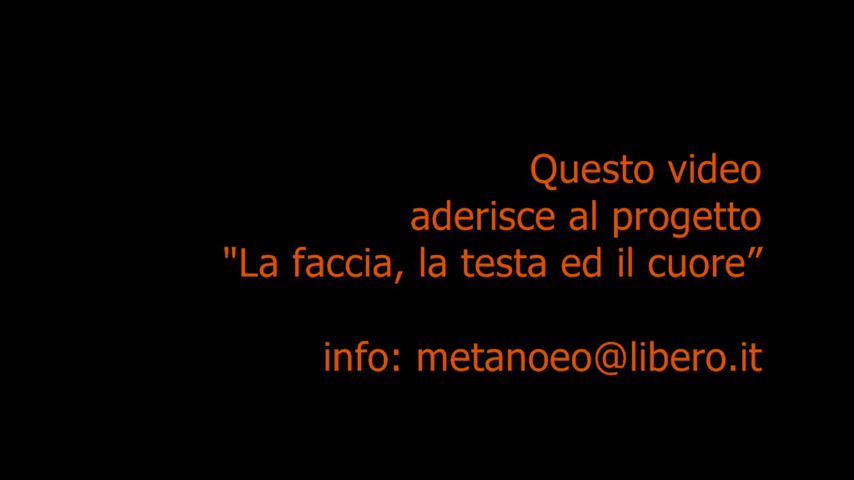 Questo video
aderisce al progetto
"La faccia, la testa ed il cuore”
info: metanoeo@libero.it